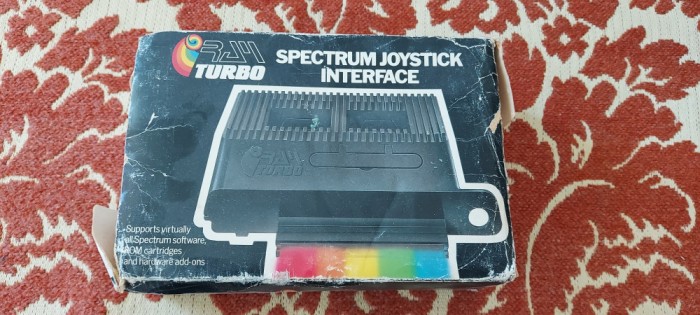 RAM
TURBO
SPECTRUM JOYSTICK
INTERFACE
RAM
TURBO
Supports virtually
all Spectrum software,
ROM cartridges
and hardware add-ons